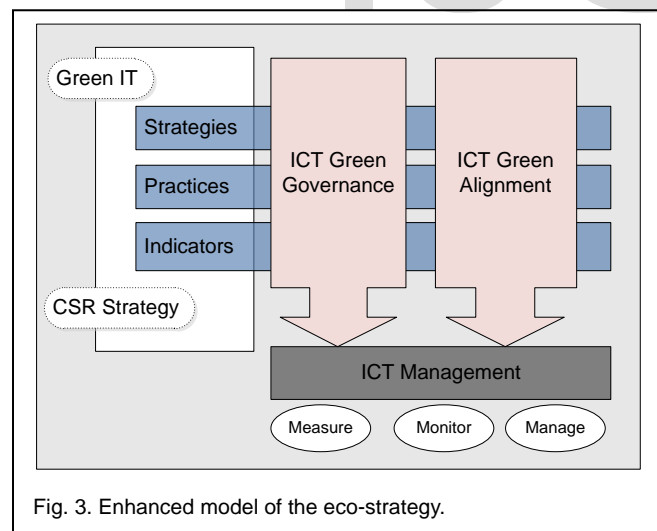 Green IT
Strategies
Practices
Indicators
CSR Strategy
ICT Green
Governance
ICT Green
Alignment
ICT Management
Measure
Monitor
Manage
Fig. 3. Enhanced model of the eco-strategy.